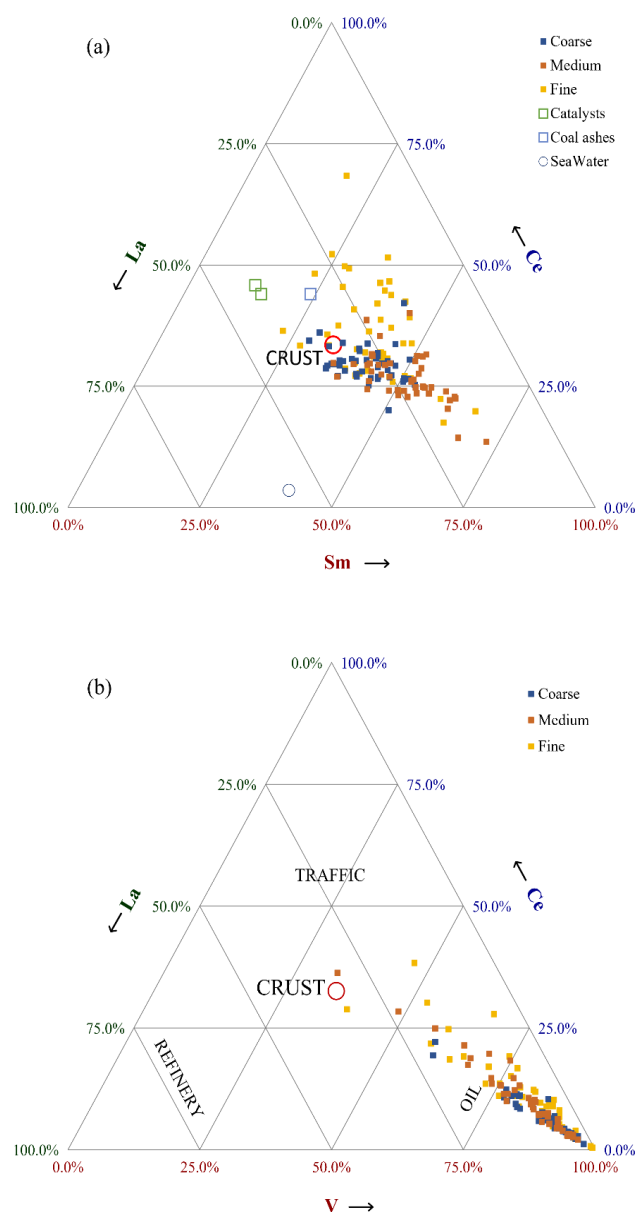 (a)
0.0% 100.0%
Coarse
Medium
Fine
Catalysts
Coal ashes
SeaWater
25.0% 75.0%
← La
← Ce
50.0% 50.0%
CRUST
75.0% 25.0%
100.0% 0.0%
0.0% 25.0% 50.0% 75.0% 100.0%
Sm →
(b)
0.0% 100.0%
Coarse
Medium
Fine
25.0% 75.0%
TRAFFIC
← La
← Ce
50.0% 50.0%
CRUST
75.0% 25.0%
REFINERY
OIL
100.0% 0.0%
0.0% 25.0% 50.0% 75.0% 100.0%
V →